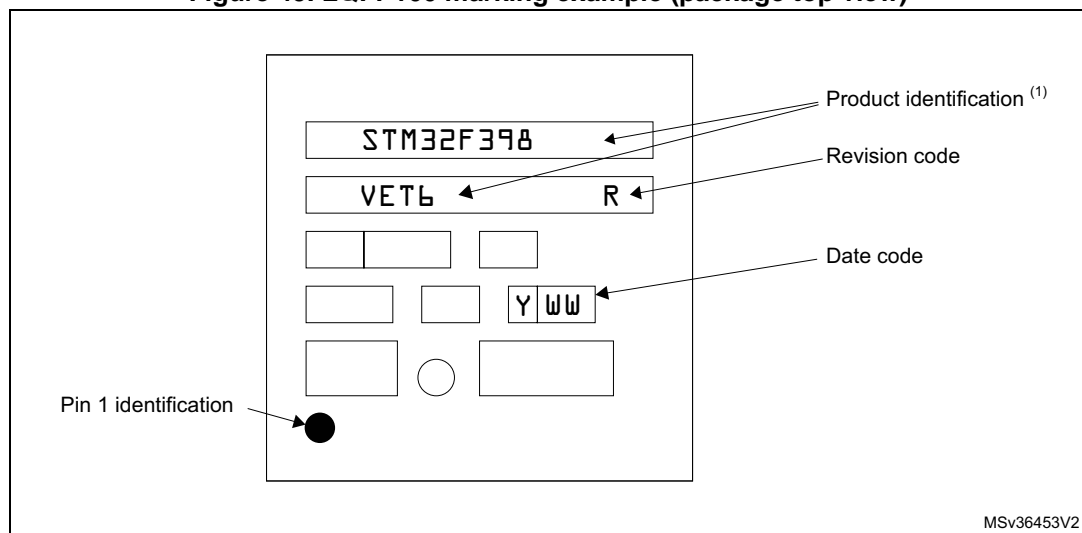 Product identification (1)
STM32F398
Revision code
VET6 R
Date code
Y WW
Pin 1 identification
MSv36453V2